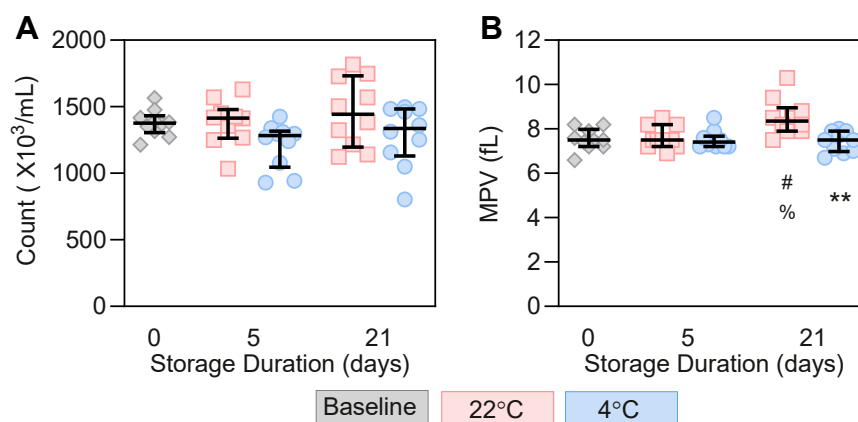 A
Count ( X10³/mL)
2000
1500
1000
500
0
0 5 21
Storage Duration (days)
B
MPV (fL)
12
10
8
6
4
2
0
#
%
**
0 5 21
Storage Duration (days)
Baseline 22°C 4°C